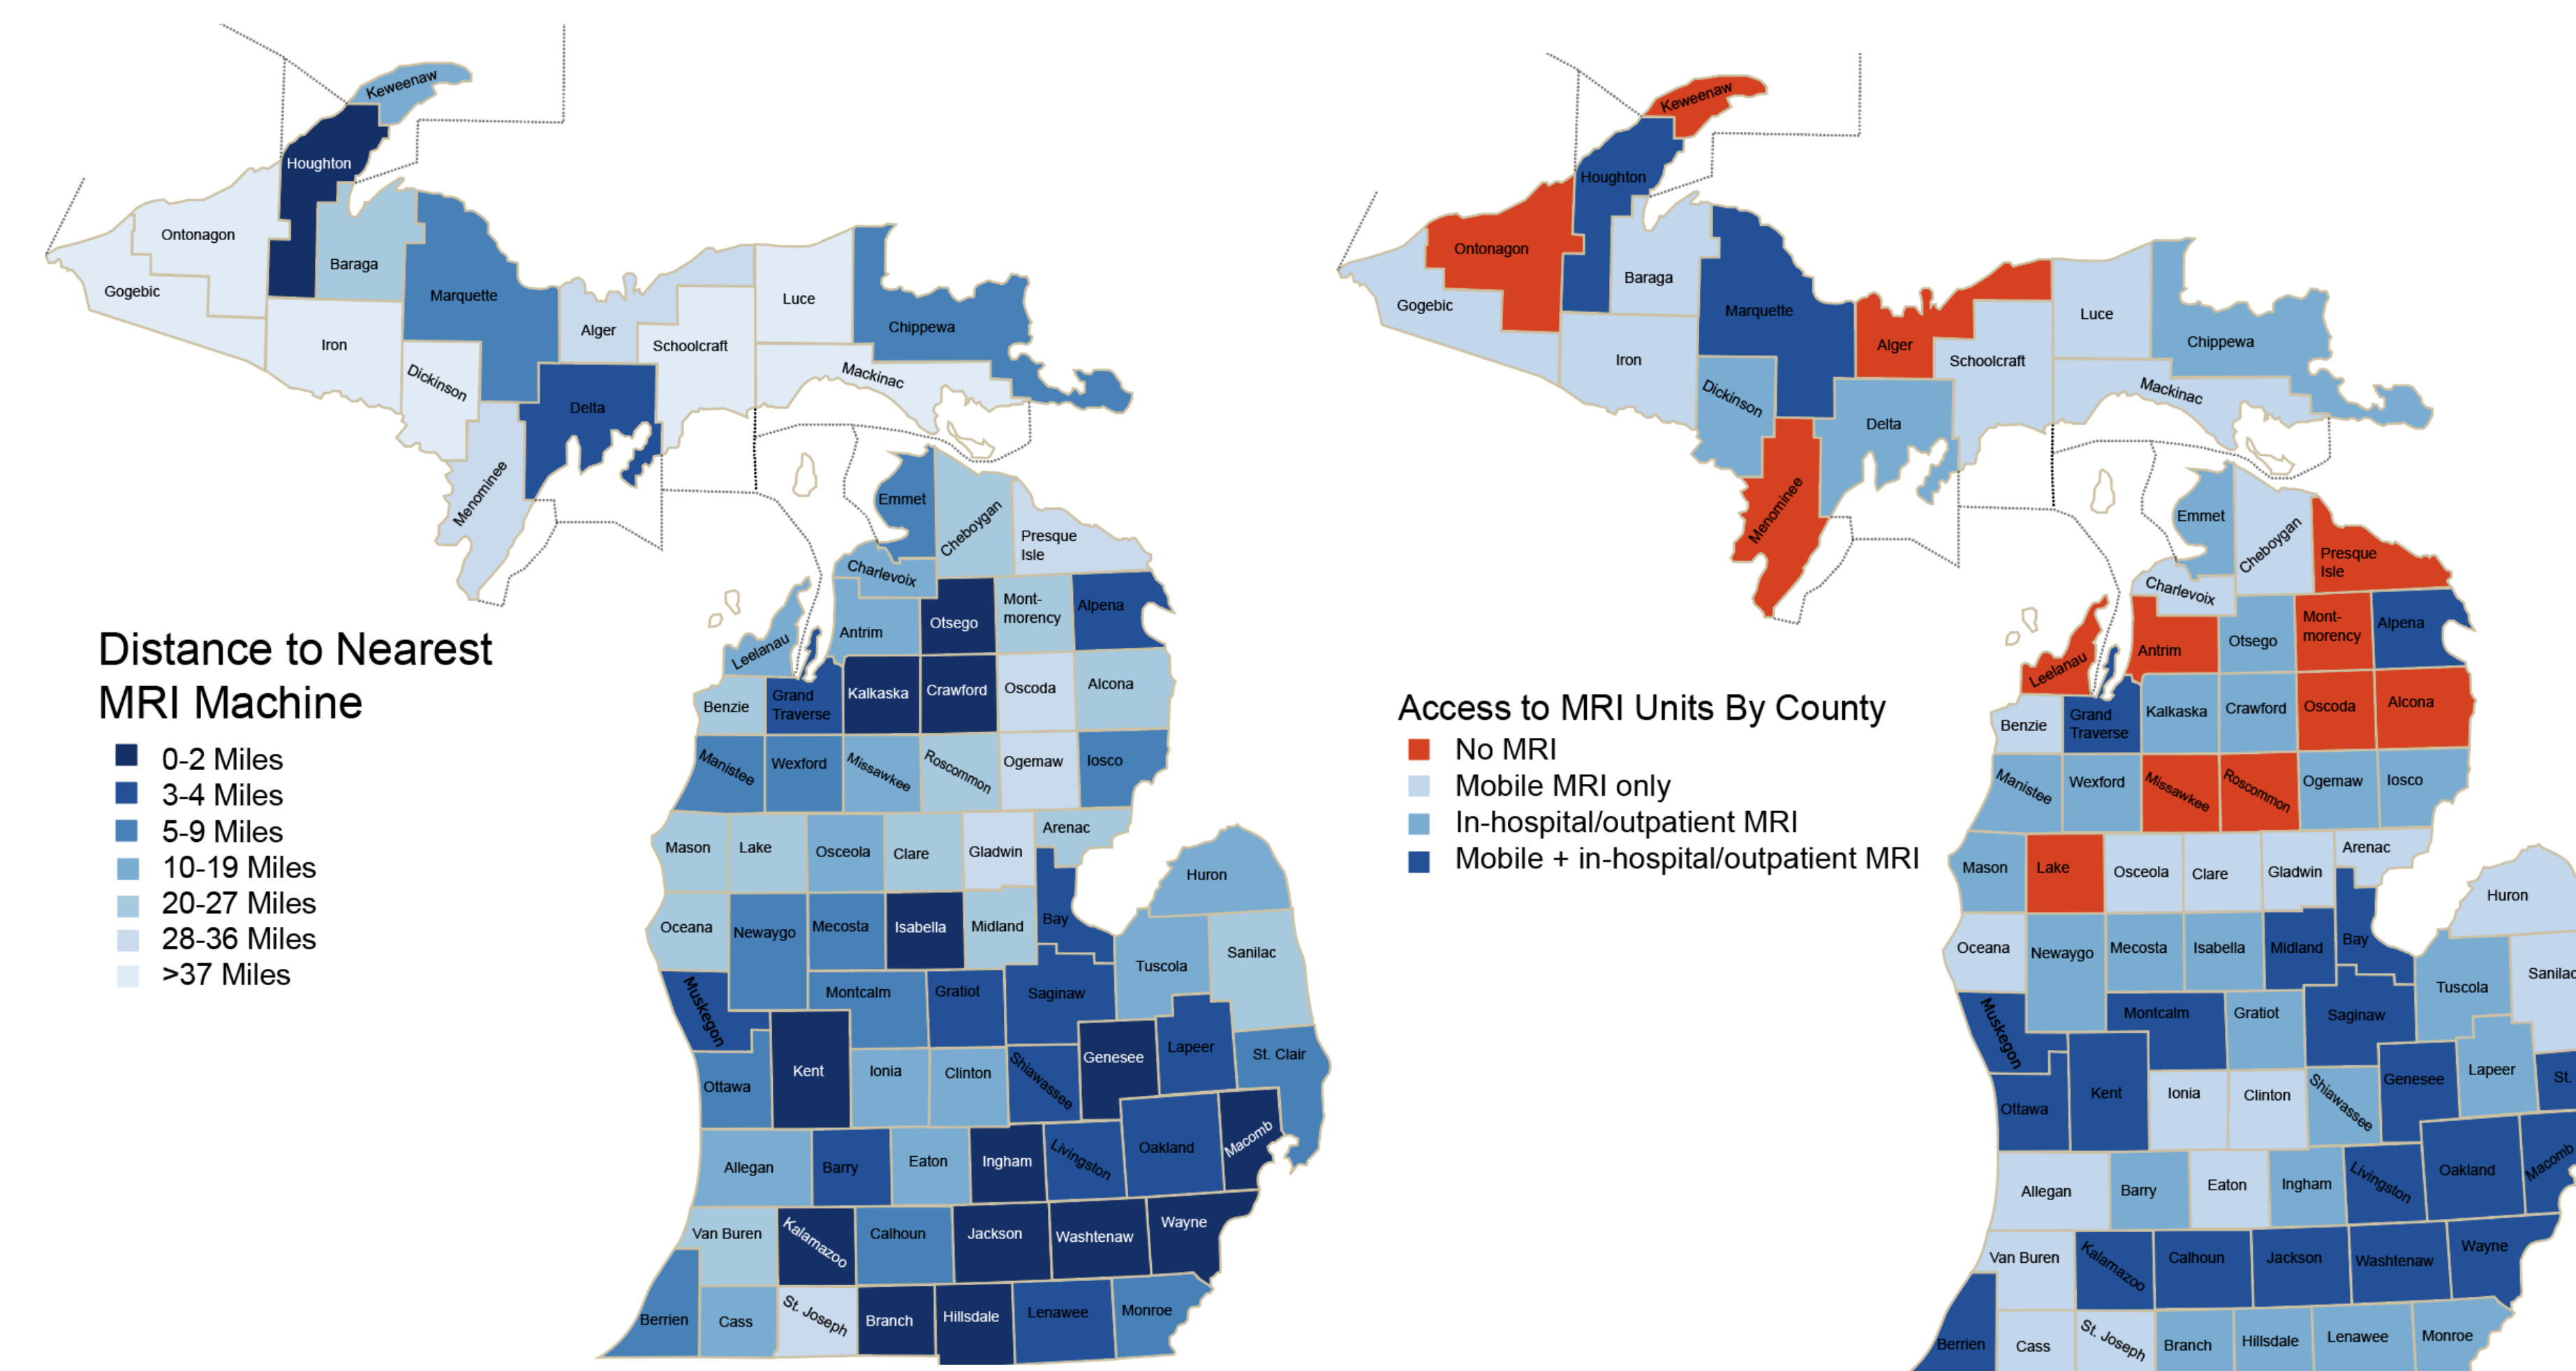 Keweenaw
Houghton
Ontonagon
Baraga
Gogebic
Marquette
Luce
Chippewa
Alger
Iron
Schoolcraft
Dickinson
Mackinac
Delta
Menominee
Emmet
Cheboygan
Presque
Isle
Charlevoix
Mont-
morency
Alpena
Otsego
Antrim
Leelanau
Benzie
Grand
Traverse
Kalkaska
Crawford
Oscoda
Alcona
Manistee
Wexford
Missawkee
Roscommon
Ogemaw
Iosco
Mason
Lake
Osceola
Clare
Gladwin
Arenac
Huron
Oceana
Newaygo
Mecosta
Isabella
Midland
Bay
Tuscola
Sanilac
Muskegon
Montcalm
Gratiot
Saginaw
Ottawa
Kent
Ionia
Clinton
Shiawassee
Genesee
Lapeer
St. Clair
Allegan
Barry
Eaton
Ingham
Livingston
Oakland
Macomb
Van Buren
Kalamazoo
Calhoun
Jackson
Washtenaw
Wayne
Berrien
Cass
St. Joseph
Branch
Hillsdale
Lenawee
Monroe
Distance to Nearest
MRI Machine
0-2 Miles
3-4 Miles
5-9 Miles
10-19 Miles
20-27 Miles
28-36 Miles
>37 Miles
Keweenaw
Houghton
Ontonagon
Baraga
Gogebic
Marquette
Luce
Chippewa
Alger
Iron
Schoolcraft
Dickinson
Mackinac
Delta
Menominee
Emmet
Cheboygan
Presque
Isle
Charlevoix
Mont-
morency
Alpena
Otsego
Antrim
Leelanau
Benzie
Grand
Traverse
Kalkaska
Crawford
Oscoda
Alcona
Manistee
Wexford
Missawkee
Roscommon
Ogemaw
Iosco
Mason
Lake
Osceola
Clare
Gladwin
Arenac
Huron
Oceana
Newaygo
Mecosta
Isabella
Midland
Bay
Tuscola
Sanilac
Muskegon
Montcalm
Gratiot
Saginaw
Ottawa
Kent
Ionia
Clinton
Shiawassee
Genesee
Lapeer
St.
Allegan
Barry
Eaton
Ingham
Livingston
Oakland
Macomb
Van Buren
Kalamazoo
Calhoun
Jackson
Washtenaw
Wayne
Berrien
Cass
St. Joseph
Branch
Hillsdale
Lenawee
Monroe
Access to MRI Units By County
No MRI
Mobile MRI only
In-hospital/outpatient MRI
Mobile + in-hospital/outpatient MRI